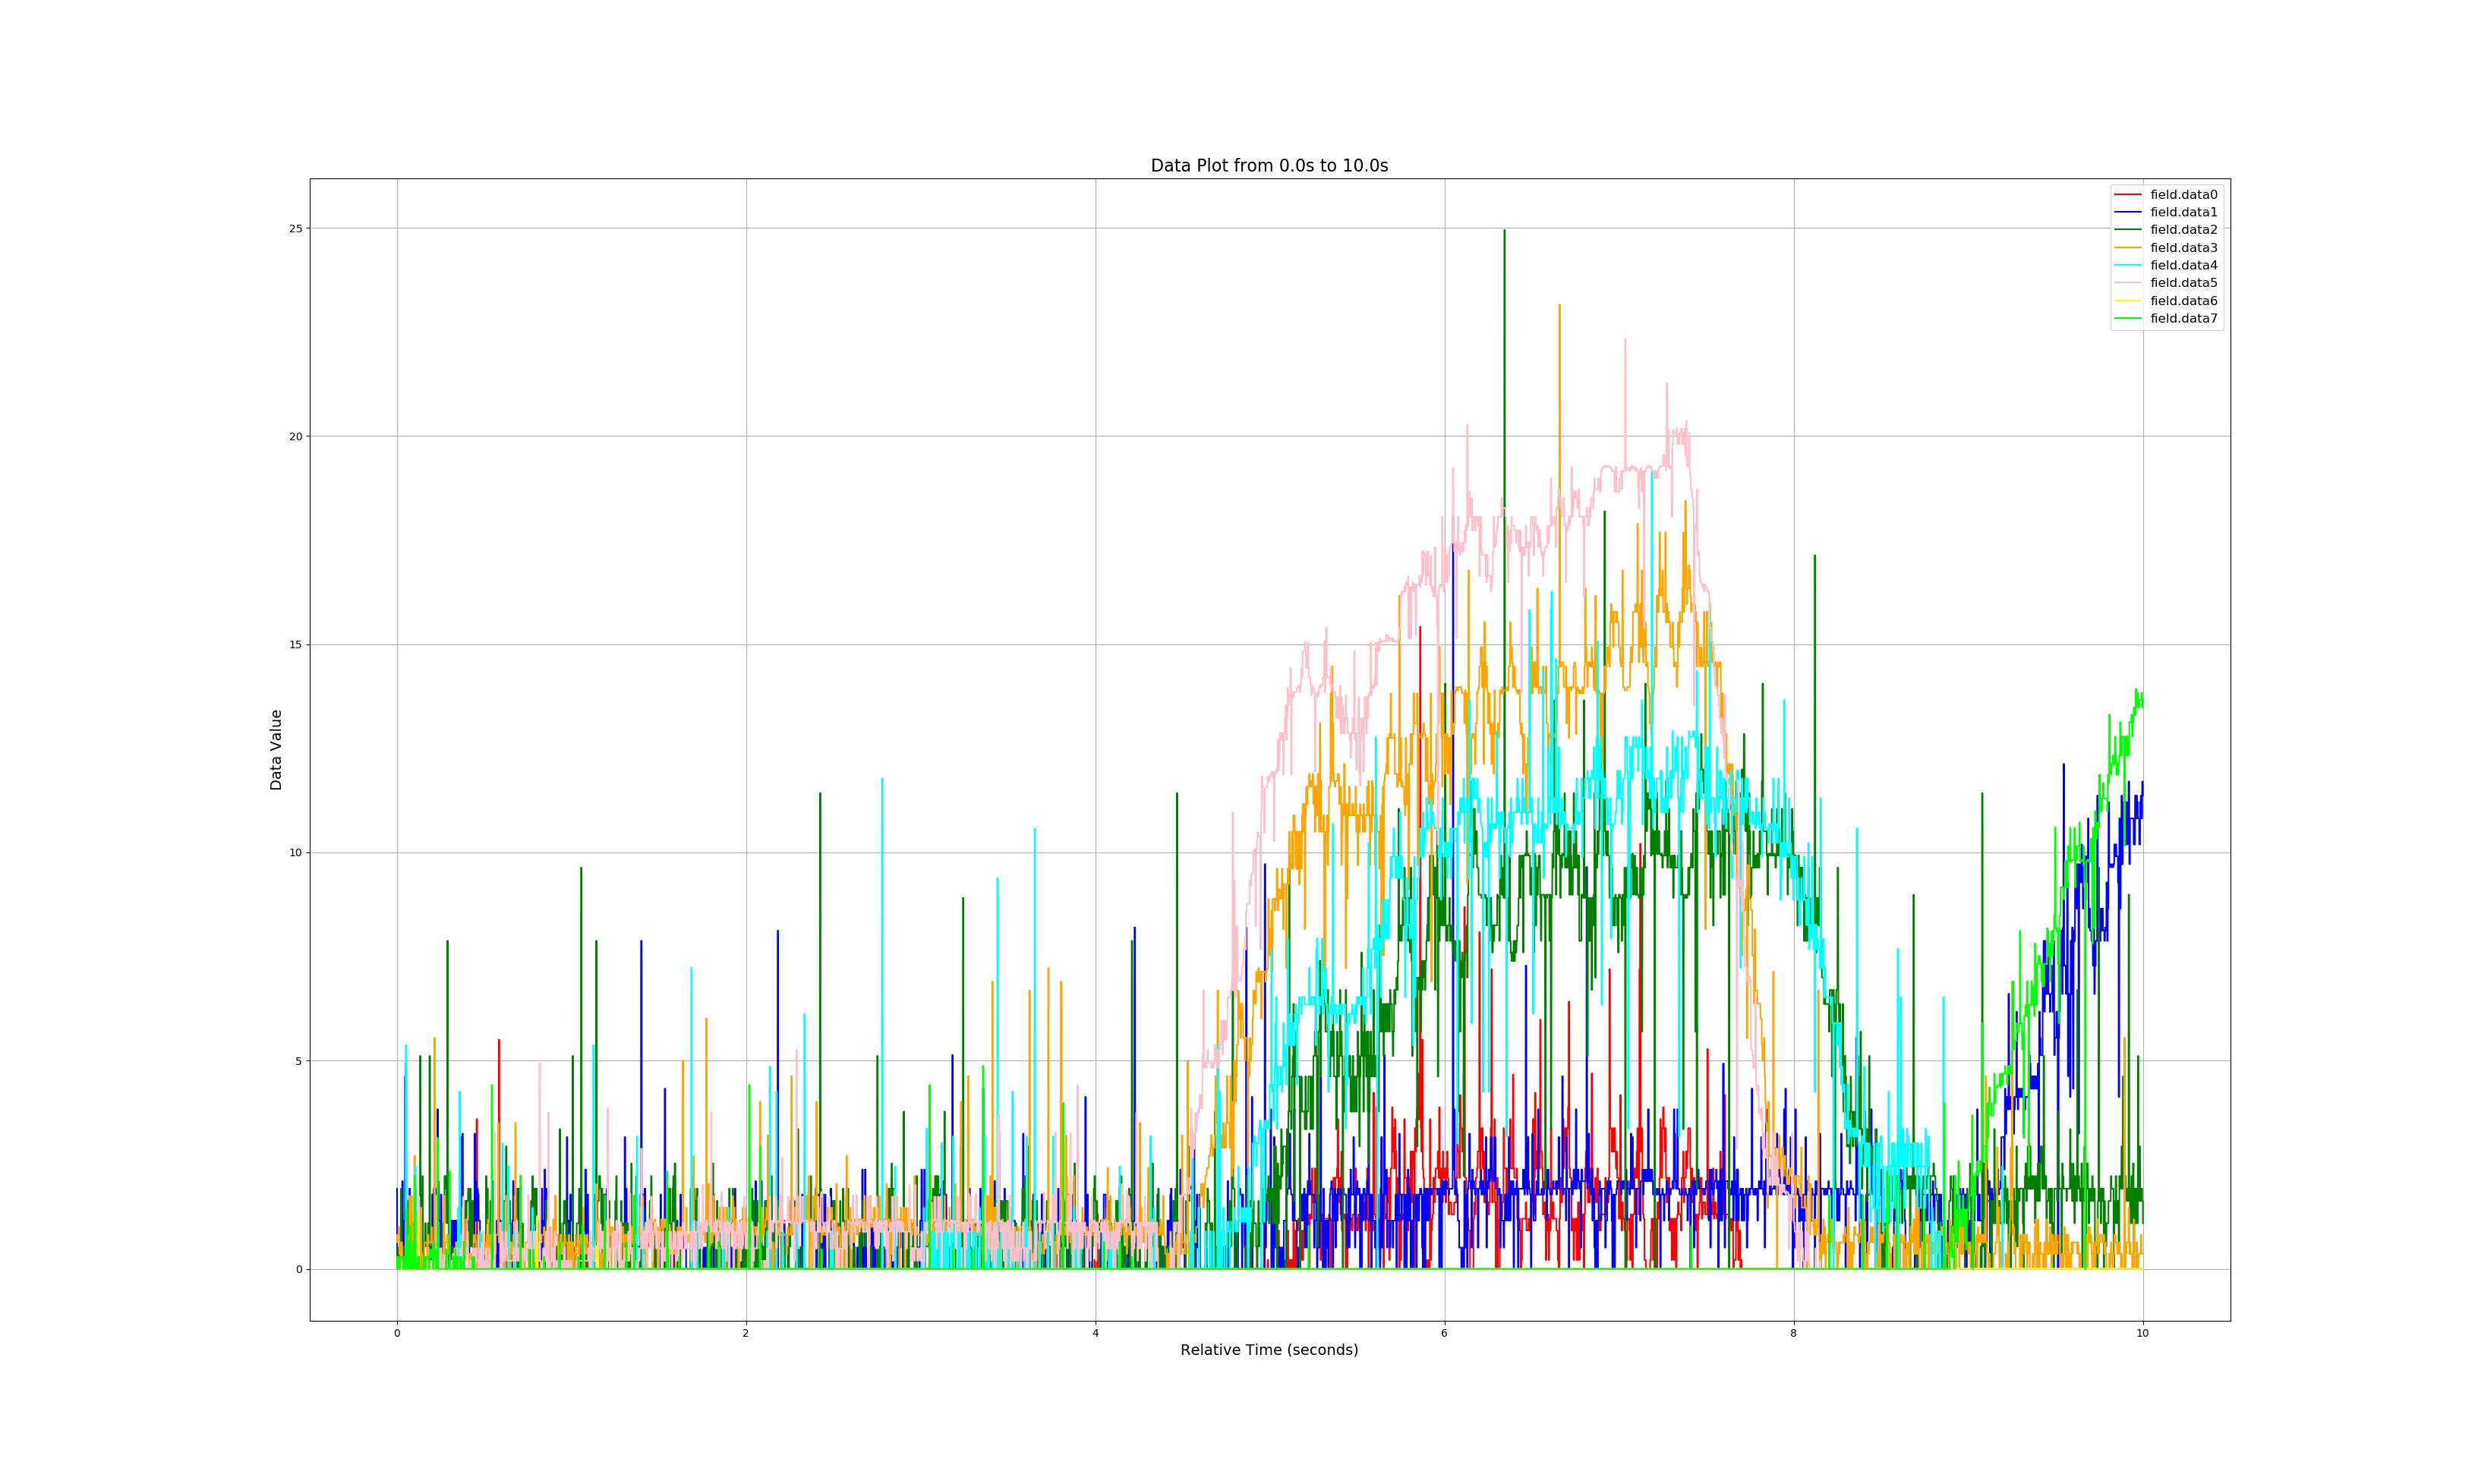 Data Plot from 0.0s to 10.0s
25
20
15
10
5
0
Data Value
0
2
4
6
8
10
Relative Time (seconds)
field.data0
field.data1
field.data2
field.data3
field.data4
field.data5
field.data6
field.data7